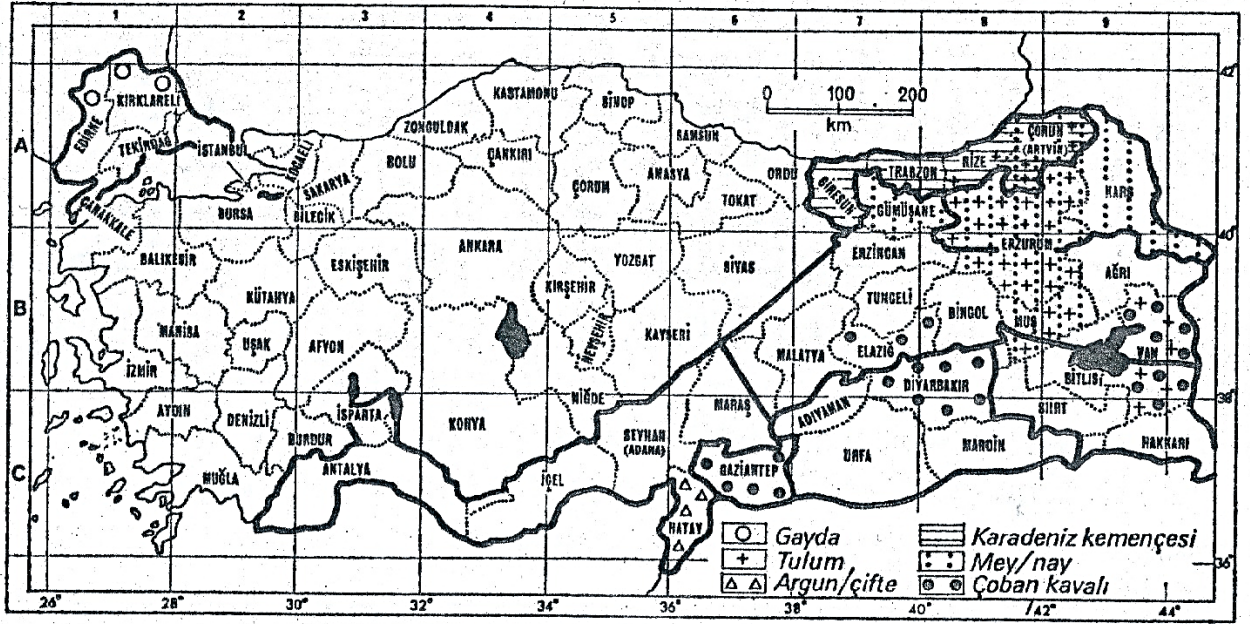 1 2 3 4 5 6 7 8 9
42°
0 100 200
km
KASTAMONU
SİNOP
KIRKLARELİ
ZONGULDAK
ÇORUH
(ARTVİN)
EDİRNE
A
A
TEKİRDAĞ
İSTANBUL
KOCAELİ
BOLU
ÇANKIRI
SAMSUN
RİZE
SAKARYA
ÇORUM
AMASYA
ORDU
TRABZON
KARS
GİRESUN
ÇANAKKALE
BURSA
BİLECİK
TOKAT
GÜMÜŞANE
40°
BALIKESİR
ANKARA
ESKİŞEHİR
YOZGAT
SİVAS
ERZİNCAN
ERZURUM
AĞRI
KÜTAHYA
KIRŞEHİR
TUNCELİ
BİNGOL
B
B
MANİSA
UŞAK
AFYON
NEVŞEHİR
KAYSERİ
MALATYA
ELAZIĞ
MUŞ
VAN
İZMİR
DİYARBAKIR
BİTLİS
38°
AYDIN
DENİZLİ
ISPARTA
KONYA
NİĞDE
MARAŞ
ADIYAMAN
SİİRT
BURDUR
SEYHAN
(ADANA)
URFA
MARDİN
HAKKARİ
C
C
MUĞLA
ANTALYA
İÇEL
GAZİANTEP
HATAY
Gayda
Tulum
Argun/çifte
Karadeniz kemençesi
Mey/nay
Çoban kavalı
36°
26° 28° 30° 32° 34° 36° 38° 40° 42° 44°